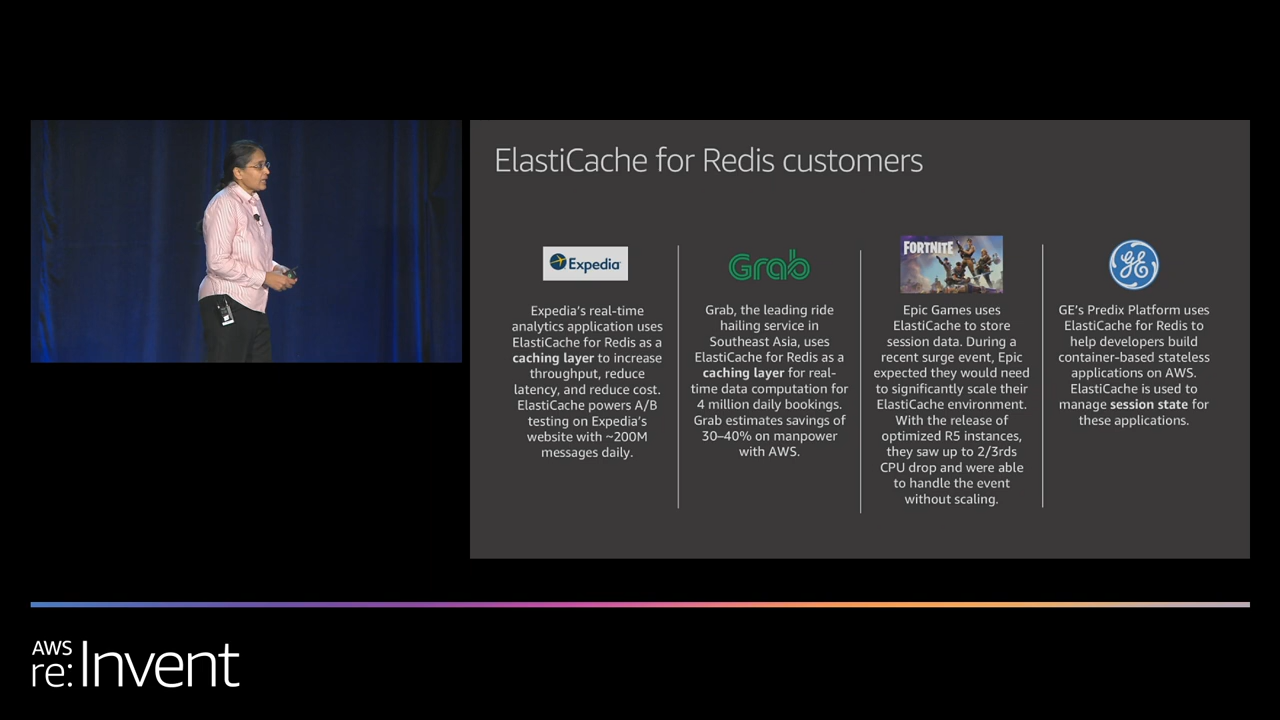 ElastiCache for Redis customers
Expedia
Expedia's real-time
analytics application uses
ElastiCache for Redis as a
caching layer to increase
throughput, reduce
latency, and reduce cost.
ElastiCache powers A/B
testing on Expedia's
website with ~200M
messages daily.
Grab
Grab, the leading ride
hailing service in
Southeast Asia, uses
ElastiCache for Redis as a
caching layer for real-
time data computation for
4 million daily bookings.
Grab estimates savings of
30–40% on manpower
with AWS.
FORTNITE
Epic Games uses
ElastiCache to store
session data. During a
recent surge event, Epic
expected they would need
to significantly scale their
ElastiCache environment.
With the release of
optimized R5 instances,
they saw up to 2/3rds
CPU drop and were able
to handle the event
without scaling.
GE
GE's Predix Platform uses
ElastiCache for Redis to
help developers build
container-based stateless
applications on AWS.
ElastiCache is used to
manage session state for
these applications.
AWS
re:Invent